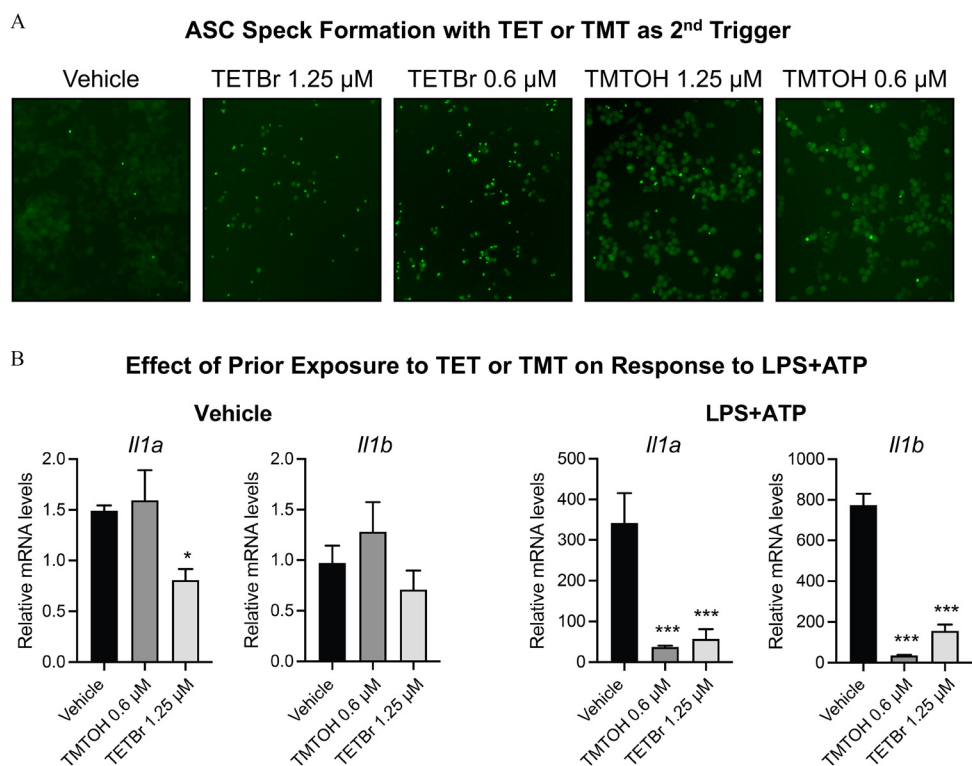 A
ASC Speck Formation with TET or TMT as 2nd Trigger
Vehicle TETBr 1.25 µM TETBr 0.6 µM TMTOH 1.25 µM TMTOH 0.6 µM
B
Effect of Prior Exposure to TET or TMT on Response to LPS+ATP
Vehicle
Il1a
Relative mRNA levels
2.0
1.5
1.0
0.5
0.0
*
Vehicle
TMTOH 0.6 µM
TETBr 1.25 µM
Il1b
Relative mRNA levels
2.0
1.5
1.0
0.5
0.0
Vehicle
TMTOH 0.6 µM
TETBr 1.25 µM
LPS+ATP
Il1a
Relative mRNA levels
500
400
300
200
100
0
***
***
Vehicle
TMTOH 0.6 µM
TETBr 1.25 µM
Il1b
Relative mRNA levels
1000
800
600
400
200
0
***
***
Vehicle
TMTOH 0.6 µM
TETBr 1.25 µM